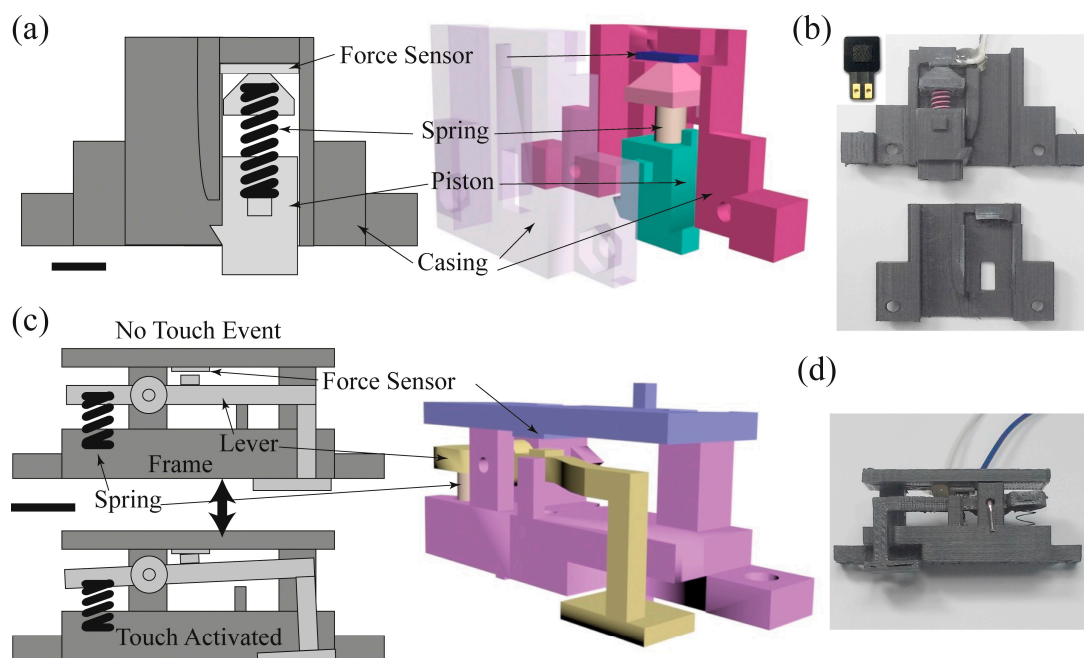 (a)
Force Sensor
Spring
Piston
Casing
(b)
(c)
No Touch Event
Force Sensor
Lever
Frame
Spring
Touch Activated
(d)